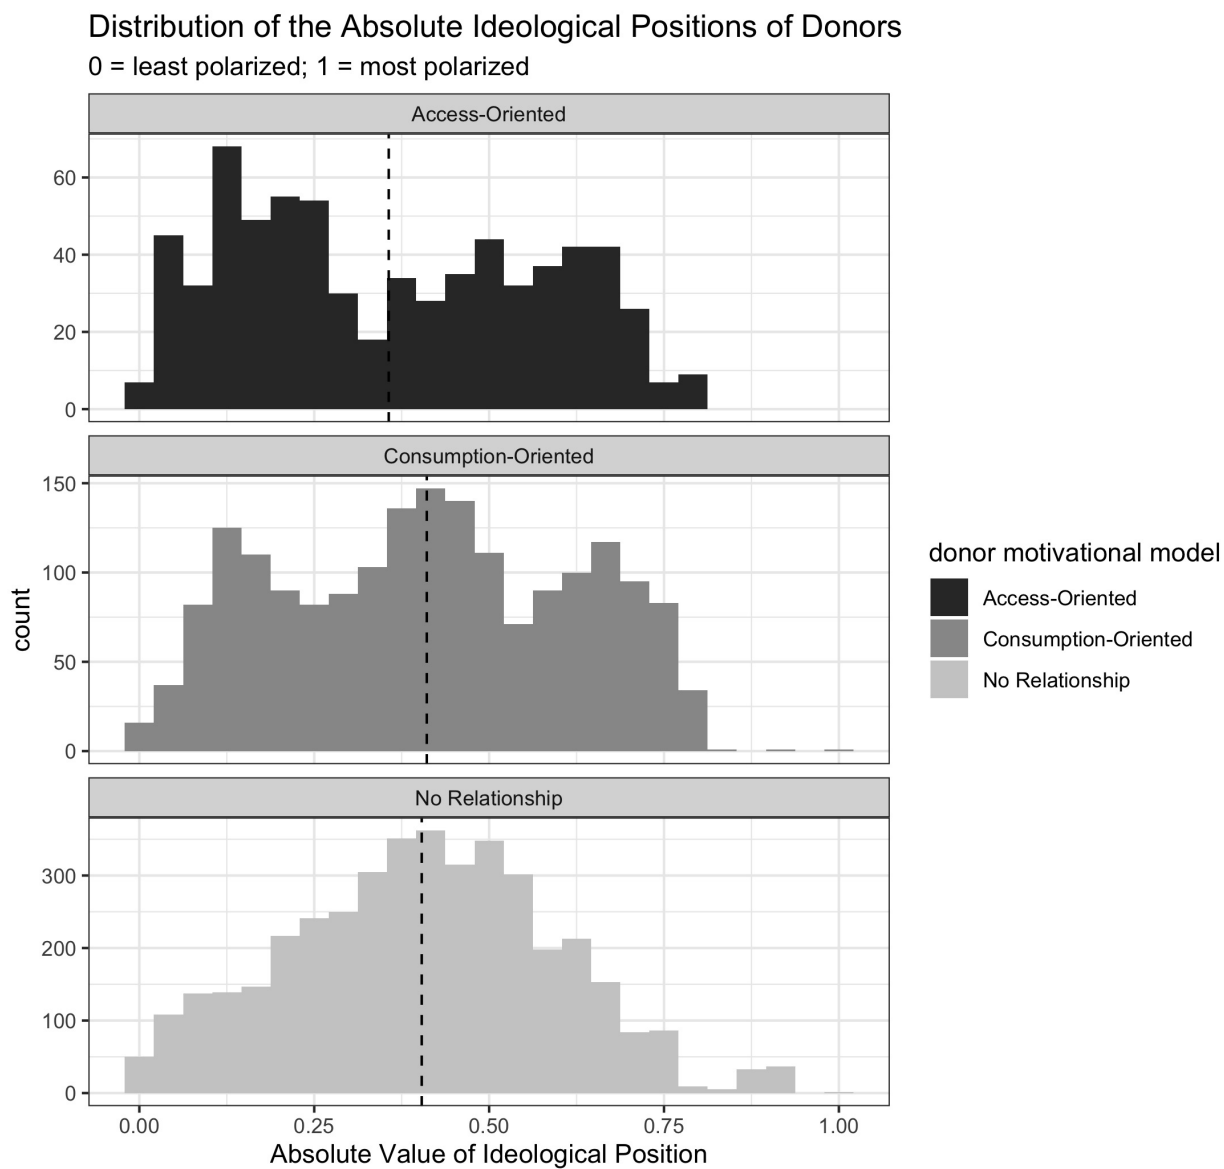 Distribution of the Absolute Ideological Positions of Donors
0 = least polarized; 1 = most polarized
Access-Oriented
60
40
20
0
Consumption-Oriented
150
100
50
0
No Relationship
300
200
100
0
0.00 0.25 0.50 0.75 1.00
Absolute Value of Ideological Position
count
donor motivational model
Access-Oriented
Consumption-Oriented
No Relationship